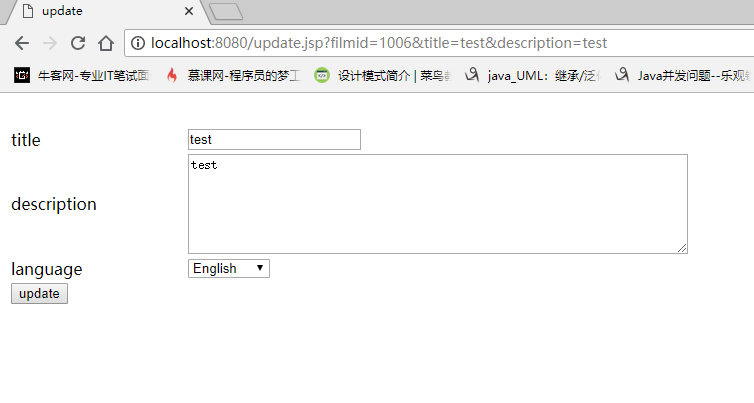 update
localhost:8080/update.jsp?filmid=1006&title=test&description=test
牛客网-专业IT笔试面 慕课网-程序员的梦工 设计模式简介 | 菜鸟 java_UML：继承/泛 Java并发问题--乐观
title test
test
description
language English
update